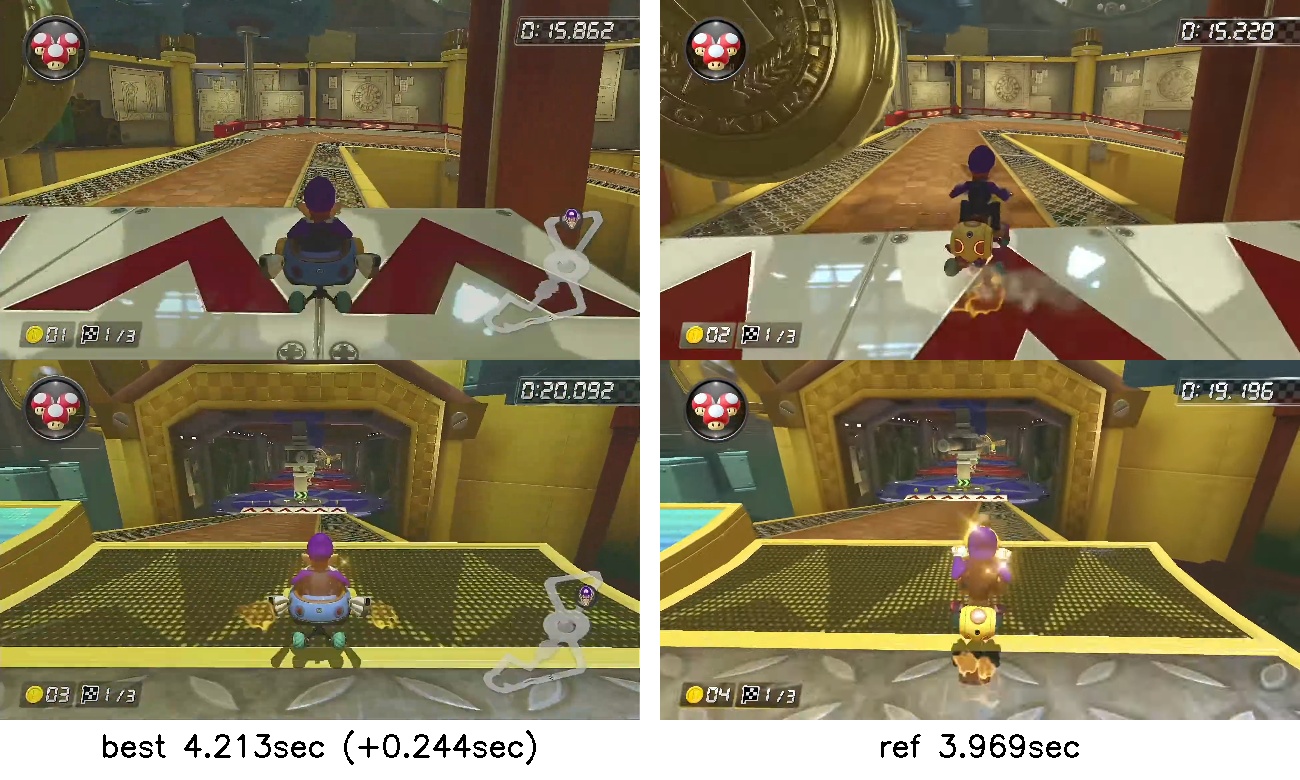 0:15.862
01 1/3
0:15.228
O KART
02 1/3
0:20.092
03 1/3
0:19.196
04 1/3
best 4.213sec (+0.244sec)
ref 3.969sec